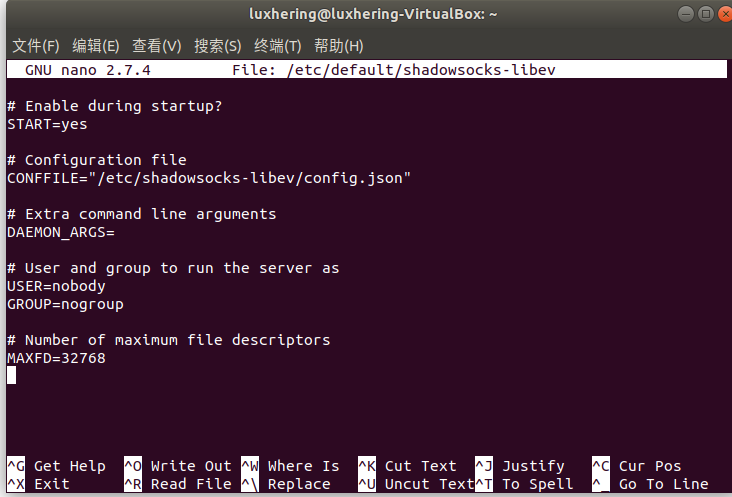 luxhering@luxhering-VirtualBox: ~
文件(F) 编辑(E) 查看(V) 搜索(S) 终端(T) 帮助(H)
GNU nano 2.7.4 File: /etc/default/shadowsocks-libev
# Enable during startup?
START=yes
# Configuration file
CONFFILE="/etc/shadowsocks-libev/config.json"
# Extra command line arguments
DAEMON_ARGS=
# User and group to run the server as
USER=nobody
GROUP=nogroup
# Number of maximum file descriptors
MAXFD=32768
^G Get Help ^O Write Out ^W Where Is ^K Cut Text ^J Justify ^C Cur Pos
^X Exit ^R Read File ^\ Replace ^U Uncut Text^T To Spell ^_ Go To Line